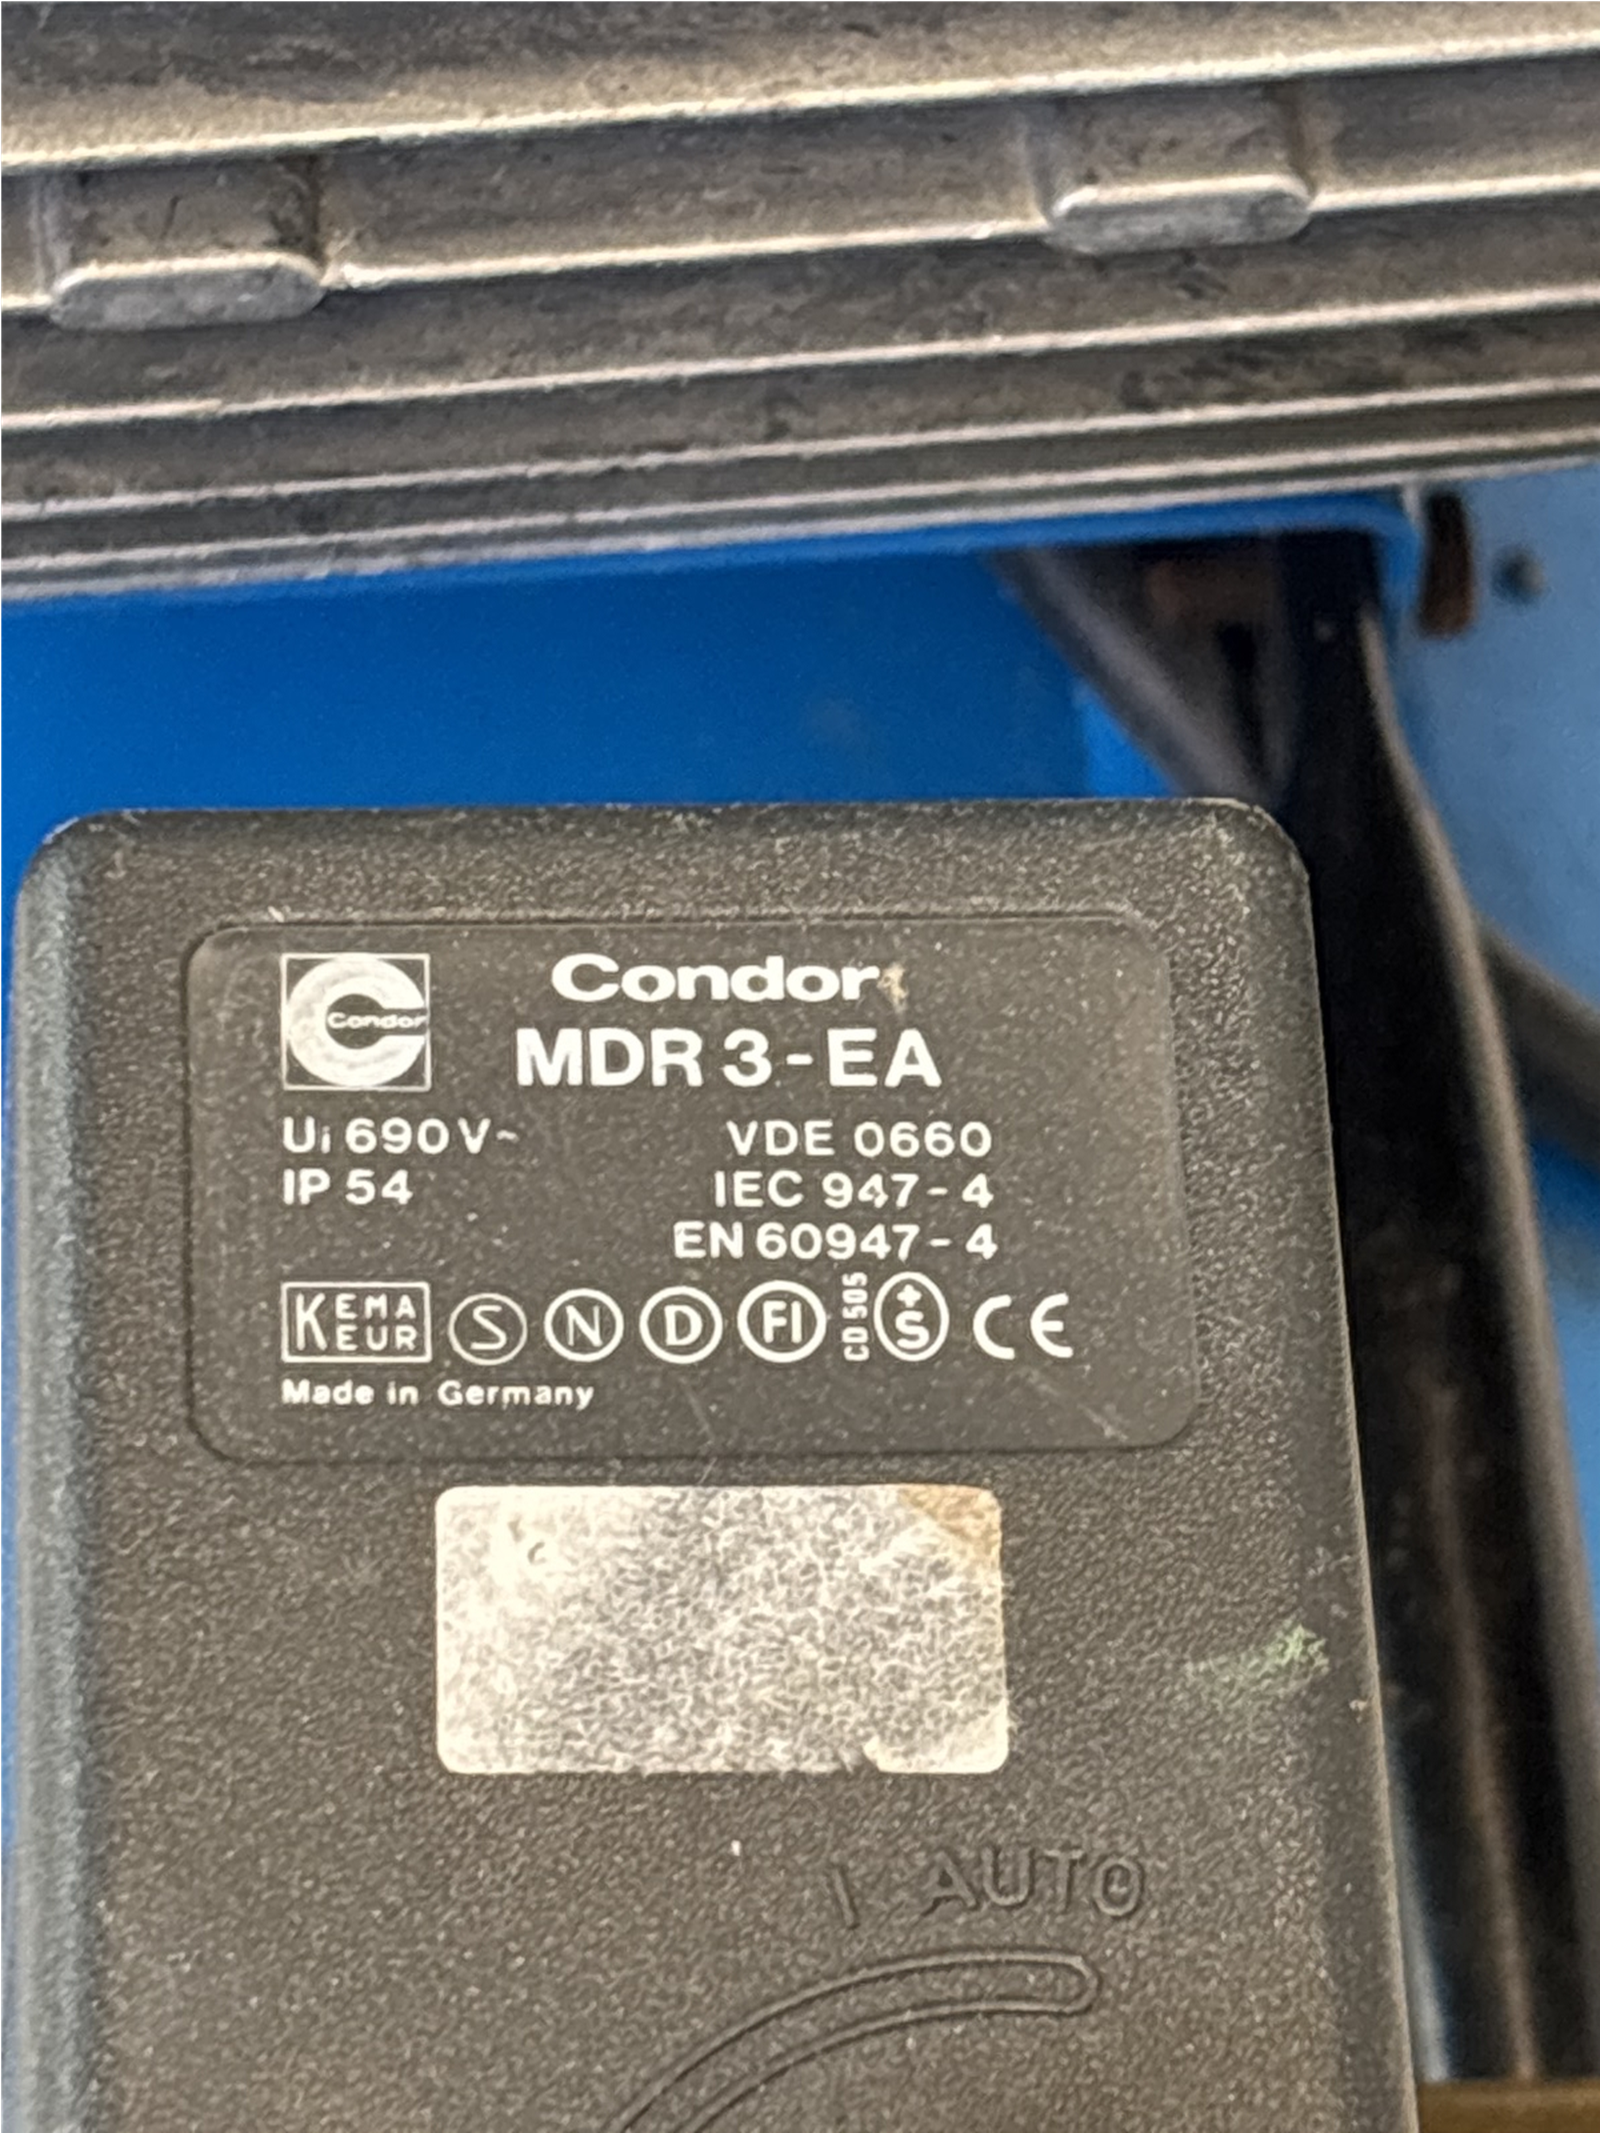 Condor
Condor
MDR 3-EA
Ui 690V~
VDE 0660
IP 54
IEC 947-4
EN 60947-4
KEMA EUR
S
N
D
FI
CD 505
+S
CE
Made in Germany
I AUTO